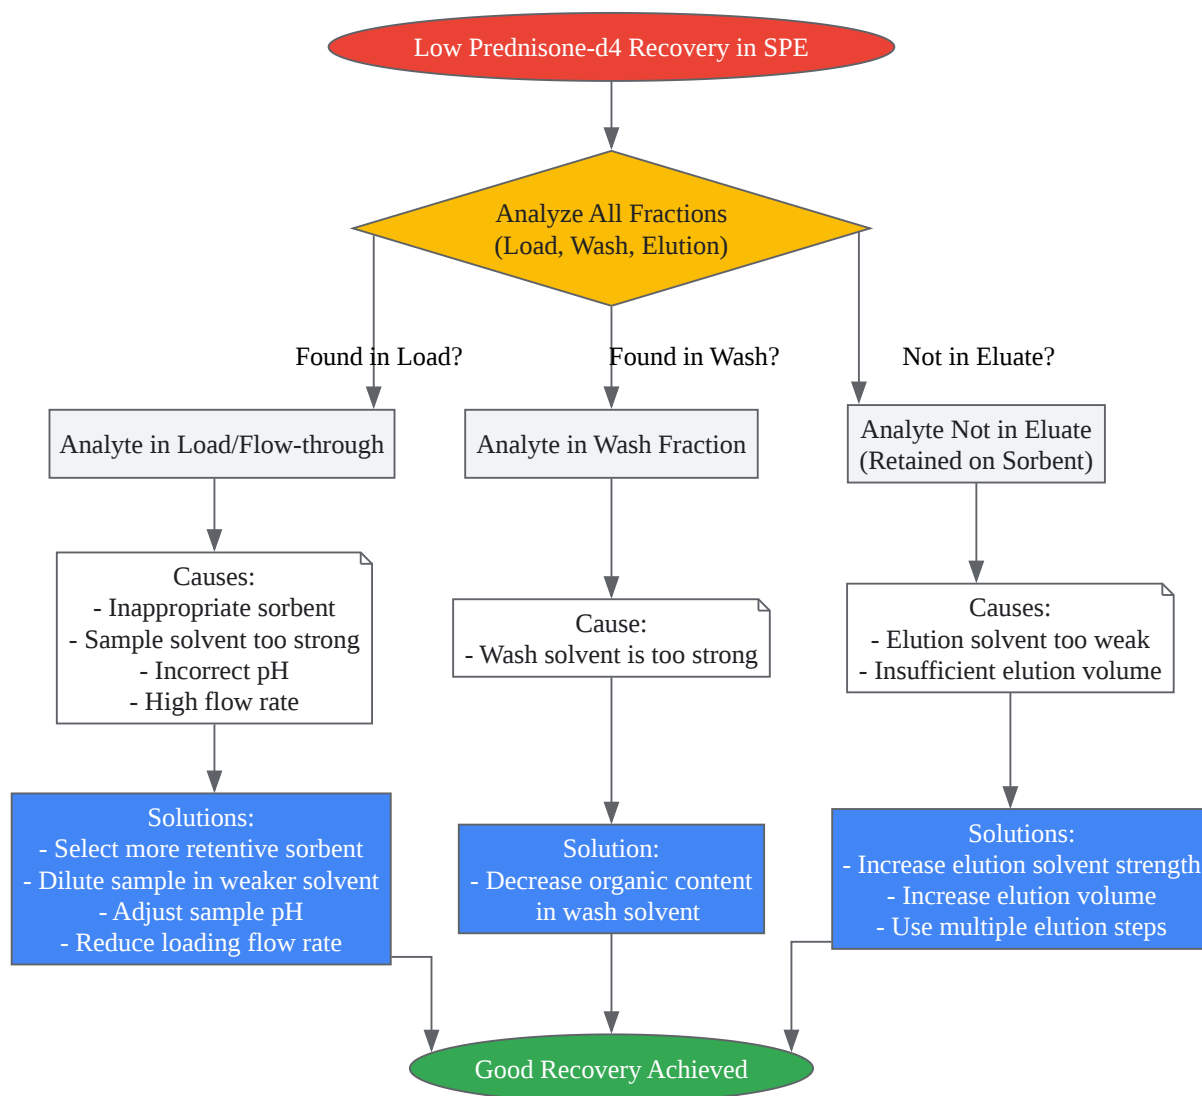 Low Prednisone-d4 Recovery in SPE
Analyze All Fractions
(Load, Wash, Elution)
Found in Load?
Found in Wash?
Not in Eluate?
Analyte in Load/Flow-through
Analyte in Wash Fraction
Analyte Not in Eluate
(Retained on Sorbent)
Causes:
- Inappropriate sorbent
- Sample solvent too strong
- Incorrect pH
- High flow rate
Cause:
- Wash solvent is too strong
Causes:
- Elution solvent too weak
- Insufficient elution volume
Solutions:
- Select more retentive sorbent
- Dilute sample in weaker solvent
- Adjust sample pH
- Reduce loading flow rate
Solution:
- Decrease organic content
in wash solvent
Solutions:
- Increase elution solvent strength
- Increase elution volume
- Use multiple elution steps
Good Recovery Achieved